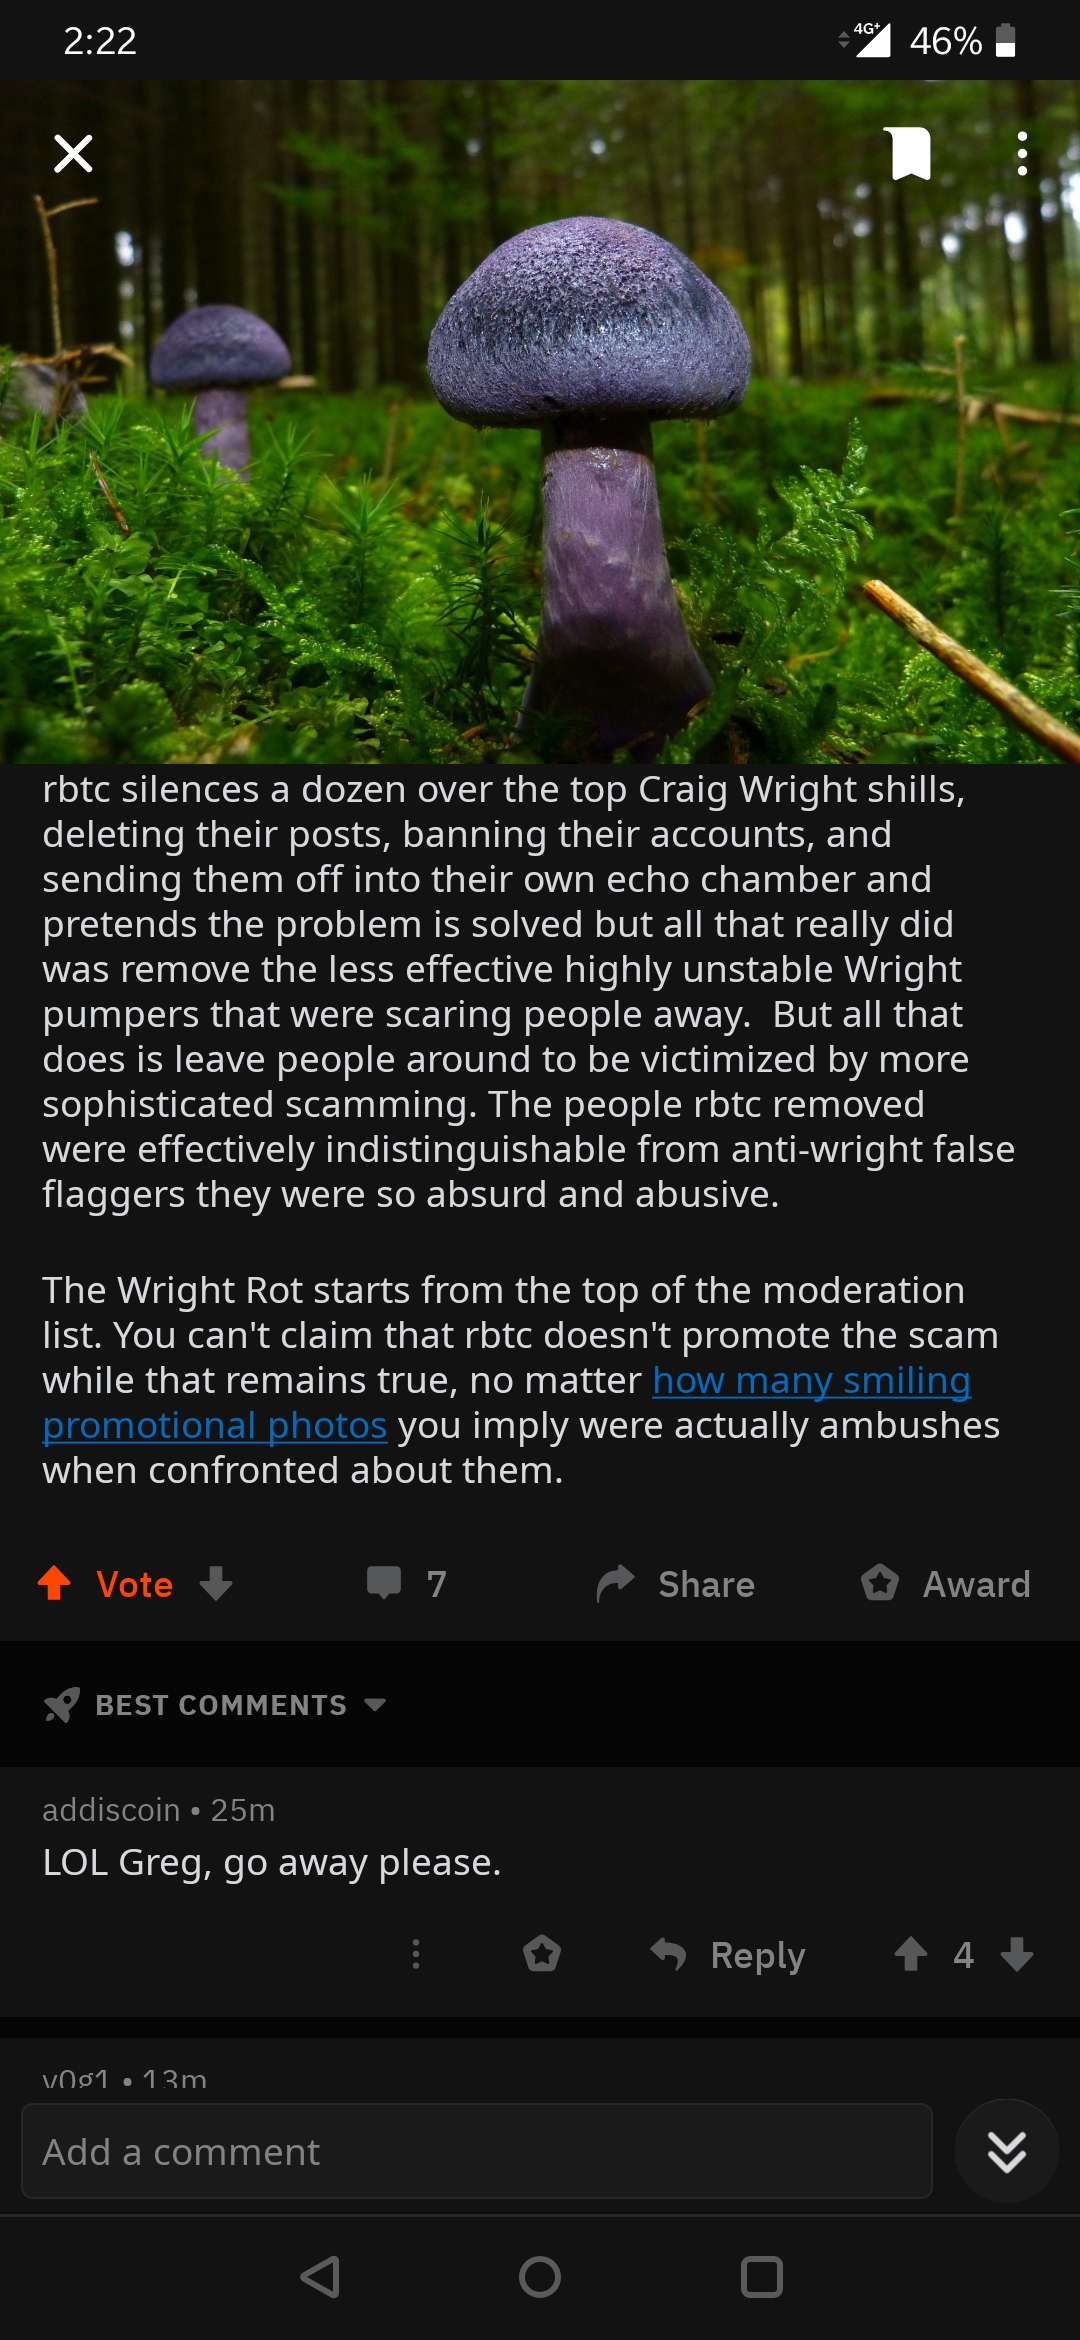 2:22
4G+ 46%
rbtc silences a dozen over the top Craig Wright shills,
deleting their posts, banning their accounts, and
sending them off into their own echo chamber and
pretends the problem is solved but all that really did
was remove the less effective highly unstable Wright
pumpers that were scaring people away.  But all that
does is leave people around to be victimized by more
sophisticated scamming. The people rbtc removed
were effectively indistinguishable from anti-wright false
flaggers they were so absurd and abusive.
The Wright Rot starts from the top of the moderation
list. You can't claim that rbtc doesn't promote the scam
while that remains true, no matter how many smiling
promotional photos you imply were actually ambushes
when confronted about them.
Vote 7 Share Award
BEST COMMENTS
addiscoin • 25m
LOL Greg, go away please.
Reply 4
v0g1 • 13m
Add a comment